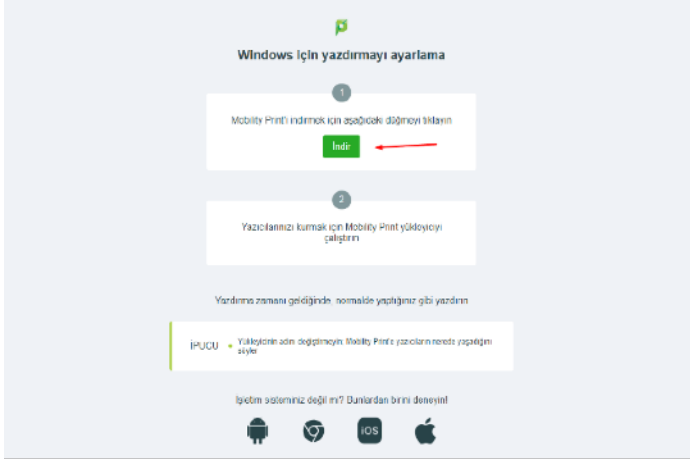 Windows için yazdırmayı ayarlama
1
Mobility Print'i indirmek için aşağıdaki düğmeyi tıklayın
İndir
2
Yazıcılarınızı kurmak için Mobility Print yükleyiciyi
çalıştırın
Yazdırma zamanı geldiğinde, normalde yaptığınız gibi yazdırın
İPUCU
Yükleyicinin adını değiştirmeyin, Mobility Print'e yazıcıların nerede yaşadığını
söyler
İşletim sisteminiz değil mi? Bunlardan birini deneyin!
iOS